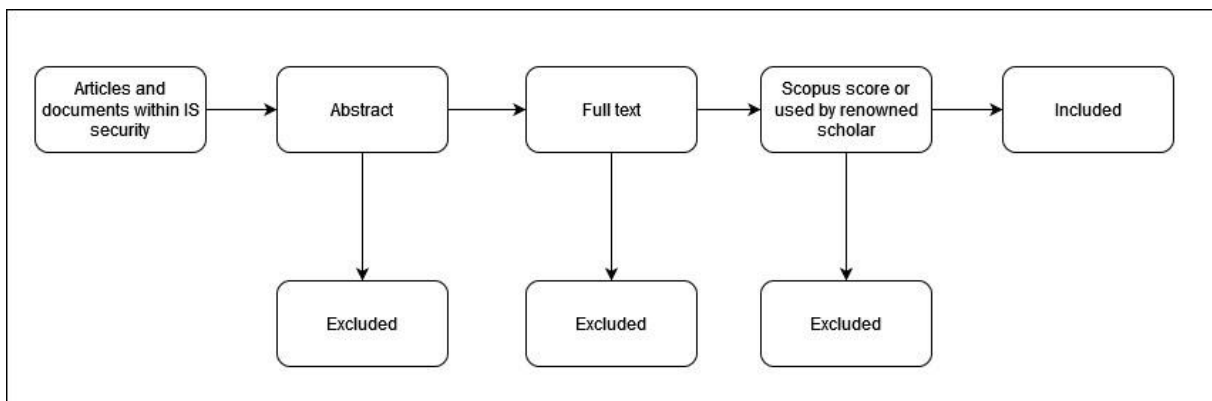 Articles and
documents within IS
security
Abstract
Full text
Scopus score or
used by renowned
scholar
Included
Excluded
Excluded
Excluded